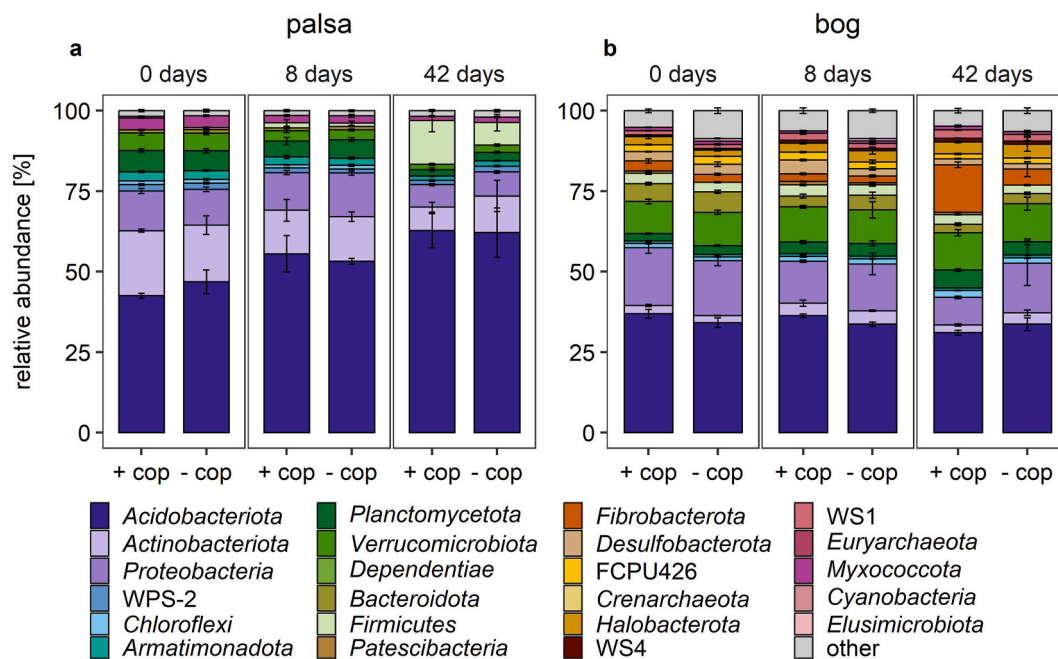 palsa bog
a b
0 days 8 days 42 days 0 days 8 days 42 days
relative abundance [%]
100 100
75 75
50 50
25 25
0 0
+ cop - cop + cop - cop + cop - cop + cop - cop + cop - cop + cop - cop
Acidobacteriota Planctomycetota Fibrobacterota WS1
Actinobacteriota Verrucomicrobiota Desulfobacterota Euryarchaeota
Proteobacteria Dependentiae FCPU426 Myxococcota
WPS-2 Bacteroidota Crenarchaeota Cyanobacteria
Chloroflexi Firmicutes Halobacterota Elusimicrobiota
Armatimonadota Patescibacteria WS4 other